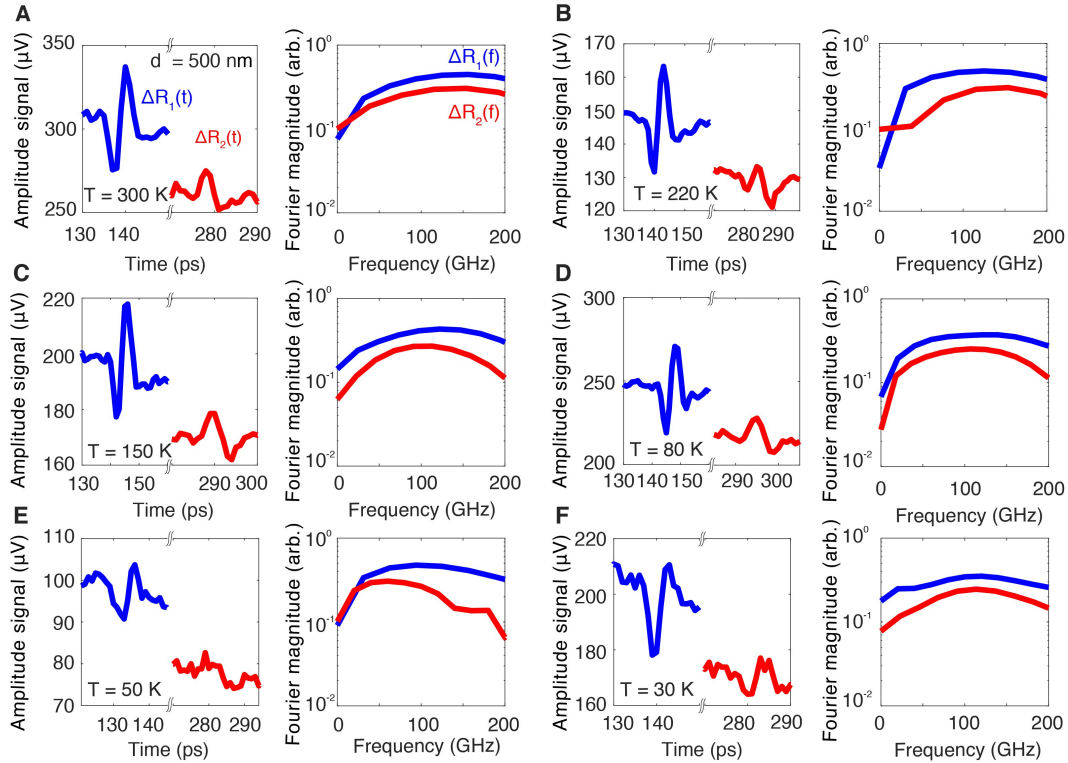 A
Amplitude signal (µV)
350
300
250
d = 500 nm
ΔR1(t)
ΔR2(t)
T = 300 K
130 140 280 290
Time (ps)
Fourier magnitude (arb.)
10^0
10^-1
10^-2
ΔR1(f)
ΔR2(f)
0 100 200
Frequency (GHz)
B
Amplitude signal (µV)
170
160
150
140
130
120
T = 220 K
130 140 150 280 290
Time (ps)
Fourier magnitude (arb.)
10^0
10^-1
10^-2
0 100 200
Frequency (GHz)
C
Amplitude signal (µV)
220
200
180
160
T = 150 K
130 150 290 300
Time (ps)
Fourier magnitude (arb.)
10^0
10^-1
10^-2
0 100 200
Frequency (GHz)
D
Amplitude signal (µV)
300
250
200
T = 80 K
130 140 150 290 300
Time (ps)
Fourier magnitude (arb.)
10^0
10^-1
10^-2
0 100 200
Frequency (GHz)
E
Amplitude signal (µV)
110
100
90
80
70
T = 50 K
130 140 280 290
Time (ps)
Fourier magnitude (arb.)
10^0
10^-1
10^-2
0 100 200
Frequency (GHz)
F
Amplitude signal (µV)
220
200
180
160
T = 30 K
130 140 280 290
Time (ps)
Fourier magnitude (arb.)
10^0
10^-1
10^-2
0 100 200
Frequency (GHz)